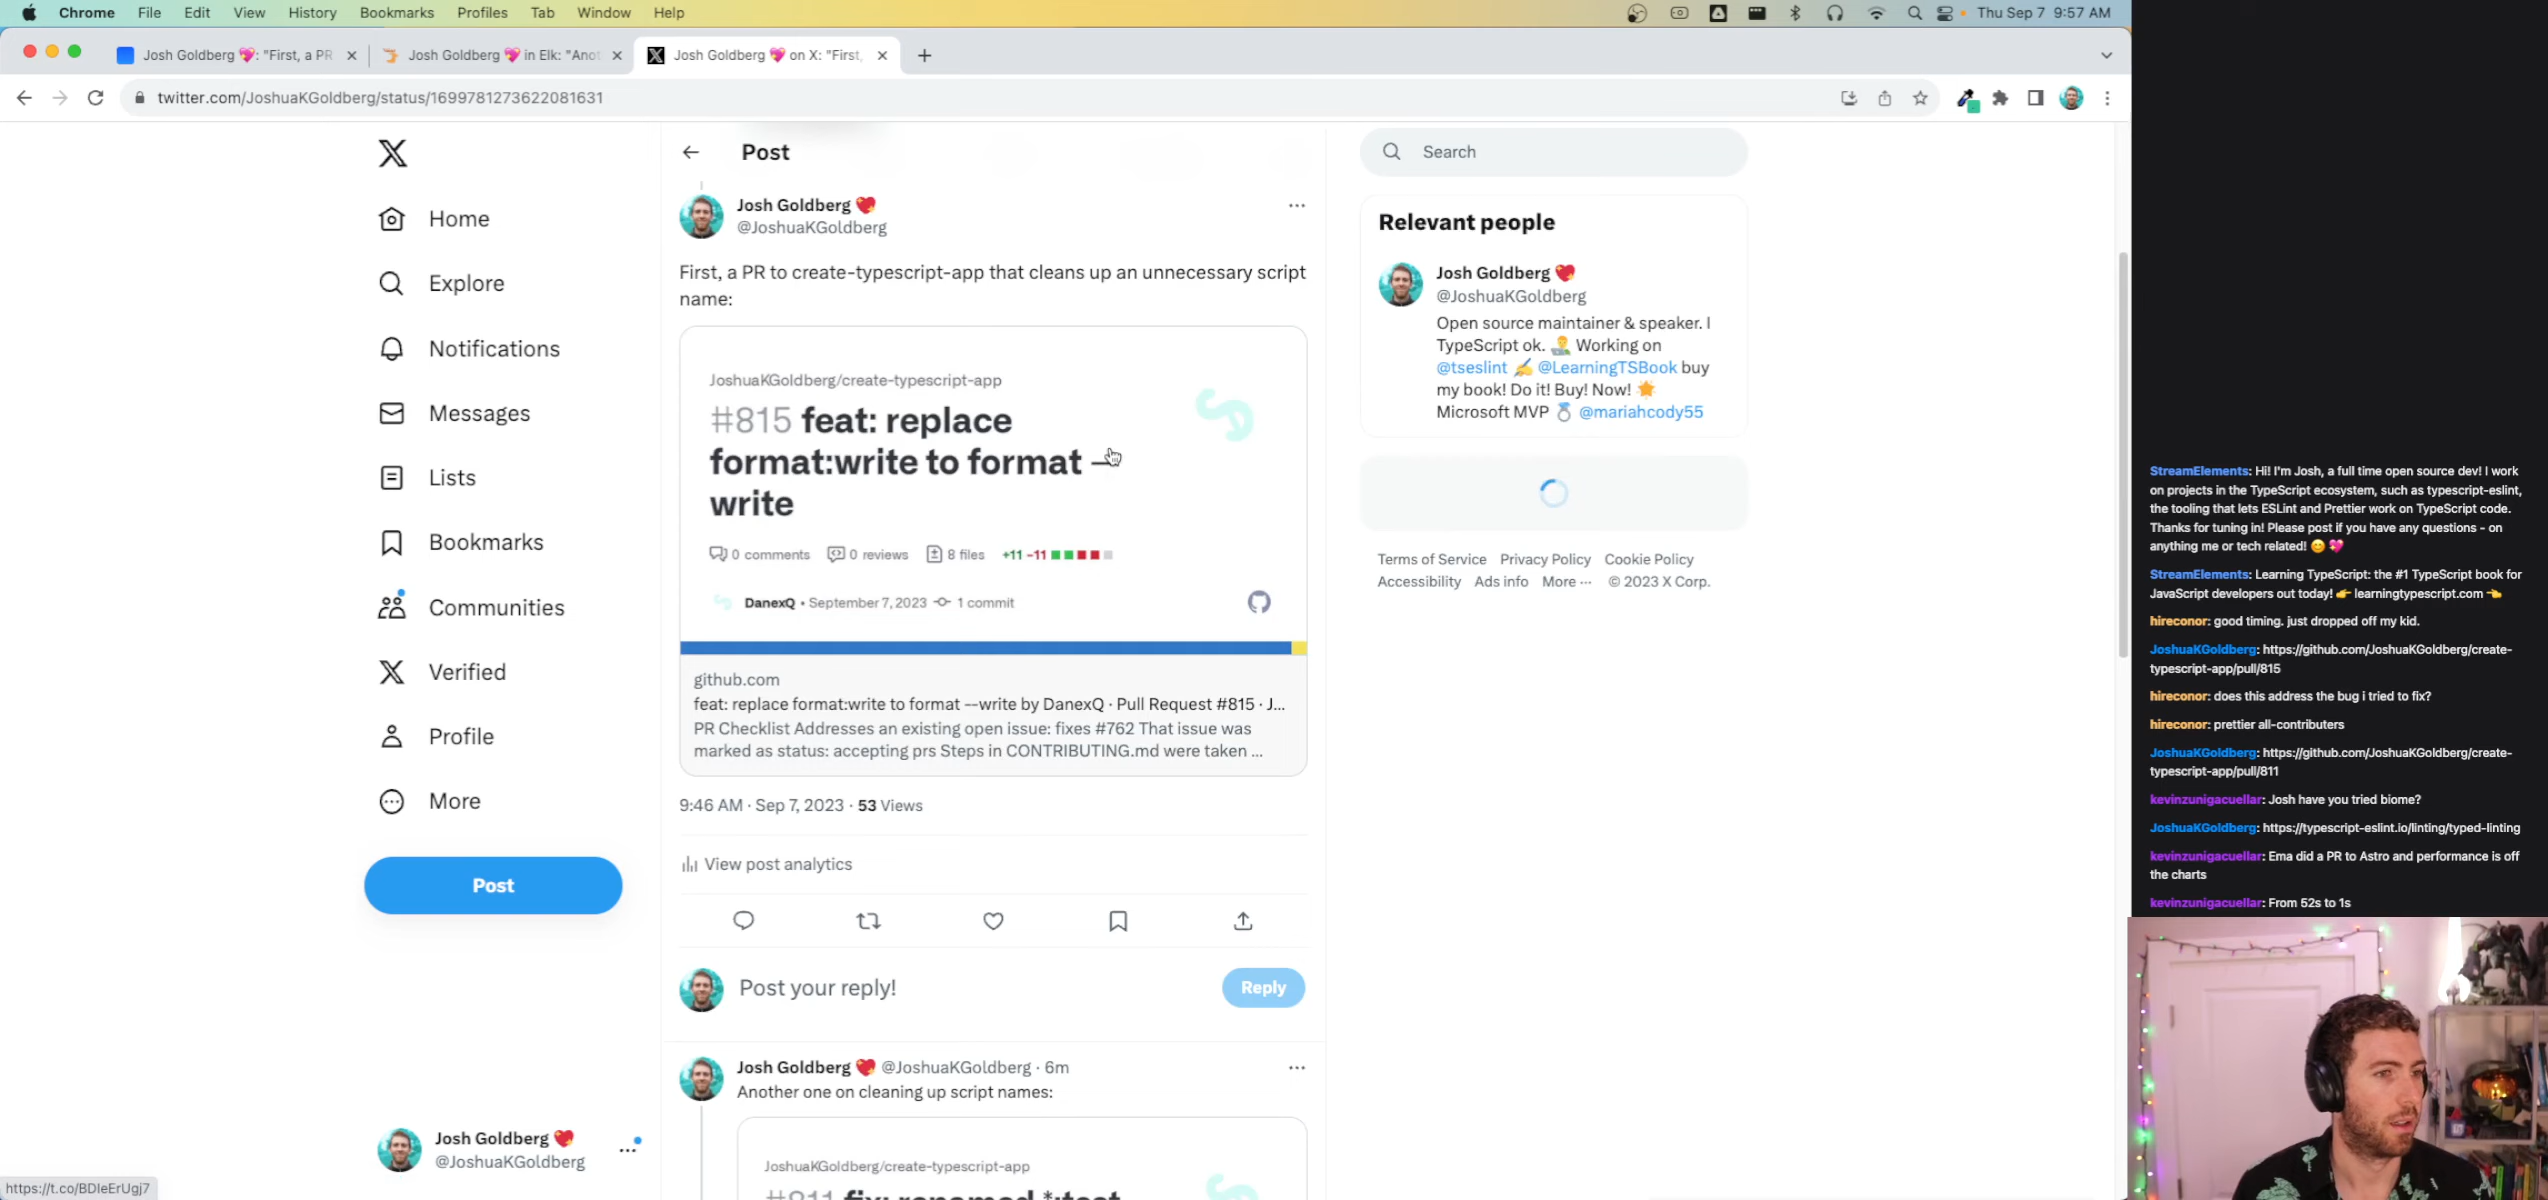 Chrome File Edit View History Bookmarks Profiles Tab Window Help
Thu Sep 7 9:57 AM
Josh Goldberg 💖: "First, a PR
Josh Goldberg 💖 in Elk: "Anot
Josh Goldberg 💖 on X: "First,
twitter.com/JoshuaKGoldberg/status/1699781273622081631
Home
Explore
Notifications
Messages
Lists
Bookmarks
Communities
Verified
Profile
More
Post
Josh Goldberg 💖
@JoshuaKGoldberg
https://t.co/BDIeErUgj7
Post
Josh Goldberg 💖
@JoshuaKGoldberg
First, a PR to create-typescript-app that cleans up an unnecessary script
name:
JoshuaKGoldberg/create-typescript-app
#815 feat: replace
format:write to format —
write
0 comments 0 reviews 8 files +11 −11
DanexQ • September 7, 2023 1 commit
github.com
feat: replace format:write to format --write by DanexQ · Pull Request #815 · J...
PR Checklist Addresses an existing open issue: fixes #762 That issue was
marked as status: accepting prs Steps in CONTRIBUTING.md were taken ...
9:46 AM · Sep 7, 2023 · 53 Views
View post analytics
Post your reply!
Reply
Josh Goldberg 💖 @JoshuaKGoldberg · 6m
Another one on cleaning up script names:
JoshuaKGoldberg/create-typescript-app
#811 fix: renamed *:test
Search
Relevant people
Josh Goldberg 💖
@JoshuaKGoldberg
Open source maintainer & speaker. I
TypeScript ok. 👨‍💻 Working on
@tseslint ✍️ @LearningTSBook buy
my book! Do it! Buy! Now! 🌟
Microsoft MVP 💍 @mariahcody55
Terms of Service Privacy Policy Cookie Policy
Accessibility Ads info More ··· © 2023 X Corp.
StreamElements: Hi! I'm Josh, a full time open source dev! I work
on projects in the TypeScript ecosystem, such as typescript-eslint,
the tooling that lets ESLint and Prettier work on TypeScript code.
Thanks for tuning in! Please post if you have any questions - on
anything me or tech related! 😊 💖
StreamElements: Learning TypeScript: the #1 TypeScript book for
JavaScript developers out today! 👉 learningtypescript.com 👈
hireconor: good timing. just dropped off my kid.
JoshuaKGoldberg: https://github.com/JoshuaKGoldberg/create-
typescript-app/pull/815
hireconor: does this address the bug i tried to fix?
hireconor: prettier all-contributers
JoshuaKGoldberg: https://github.com/JoshuaKGoldberg/create-
typescript-app/pull/811
kevinzunigacuellar: Josh have you tried biome?
JoshuaKGoldberg: https://typescript-eslint.io/linting/typed-linting
kevinzunigacuellar: Ema did a PR to Astro and performance is off
the charts
kevinzunigacuellar: From 52s to 1s